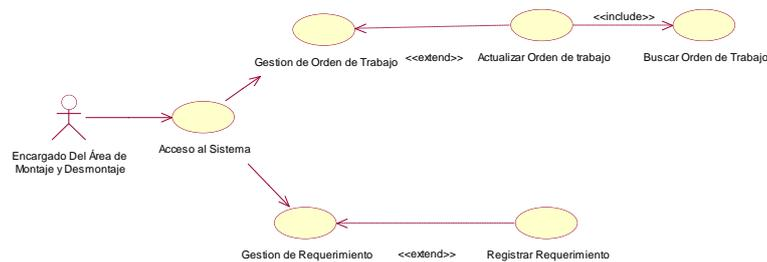 <<include>>
Gestion de Orden de Trabajo
<<extend>>
Actualizar Orden de trabajo
Buscar Orden de Trabajo
Encargado Del Área de
Montaje y Desmontaje
Acceso al Sistema
Gestion de Requerimiento
<<extend>>
Registrar Requerimiento